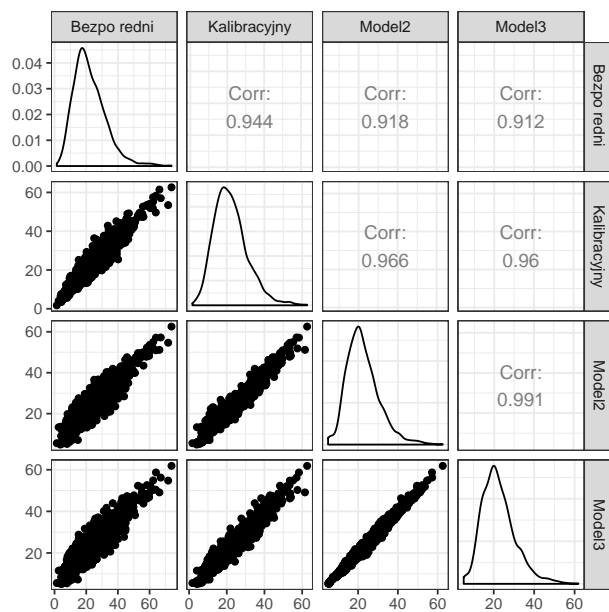 Bezpo redni Kalibracyjny Model2 Model3
0.04
0.03
0.02
0.01
0.00
Corr:
0.944
Corr:
0.918
Corr:
0.912
Bezpo redni
60
40
20
0
Corr:
0.966
Corr:
0.96
Kalibracyjny
60
40
20
Corr:
0.991
Model2
60
40
20
Model3
0 20 40 60 0 20 40 60 20 40 60 20 40 60